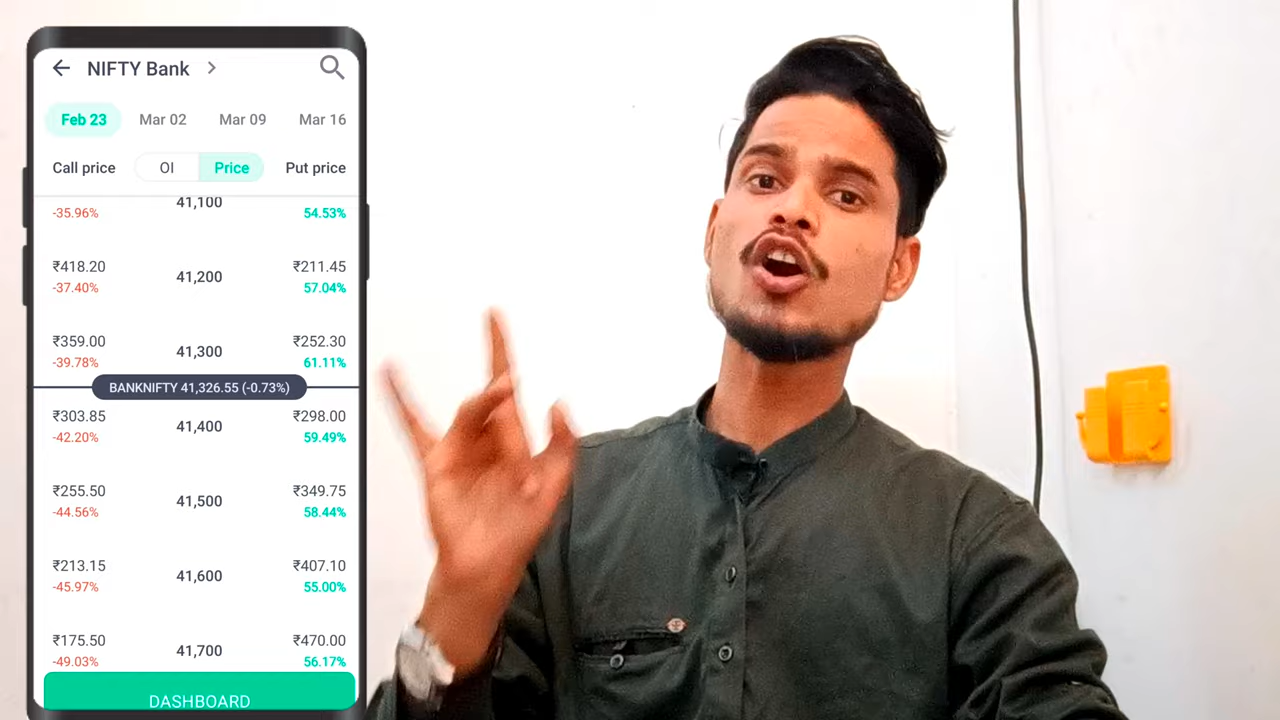 NIFTY Bank
Feb 23 Mar 02 Mar 09 Mar 16
Call price OI Price Put price
41,100
-35.96% 54.53%
₹418.20 41,200 ₹211.45
-37.40% 57.04%
₹359.00 41,300 ₹252.30
-39.78% 61.11%
BANKNIFTY 41,326.55 (-0.73%)
₹303.85 41,400 ₹298.00
-42.20% 59.49%
₹255.50 41,500 ₹349.75
-44.56% 58.44%
₹213.15 41,600 ₹407.10
-45.97% 55.00%
₹175.50 41,700 ₹470.00
-49.03% 56.17%
DASHBOARD